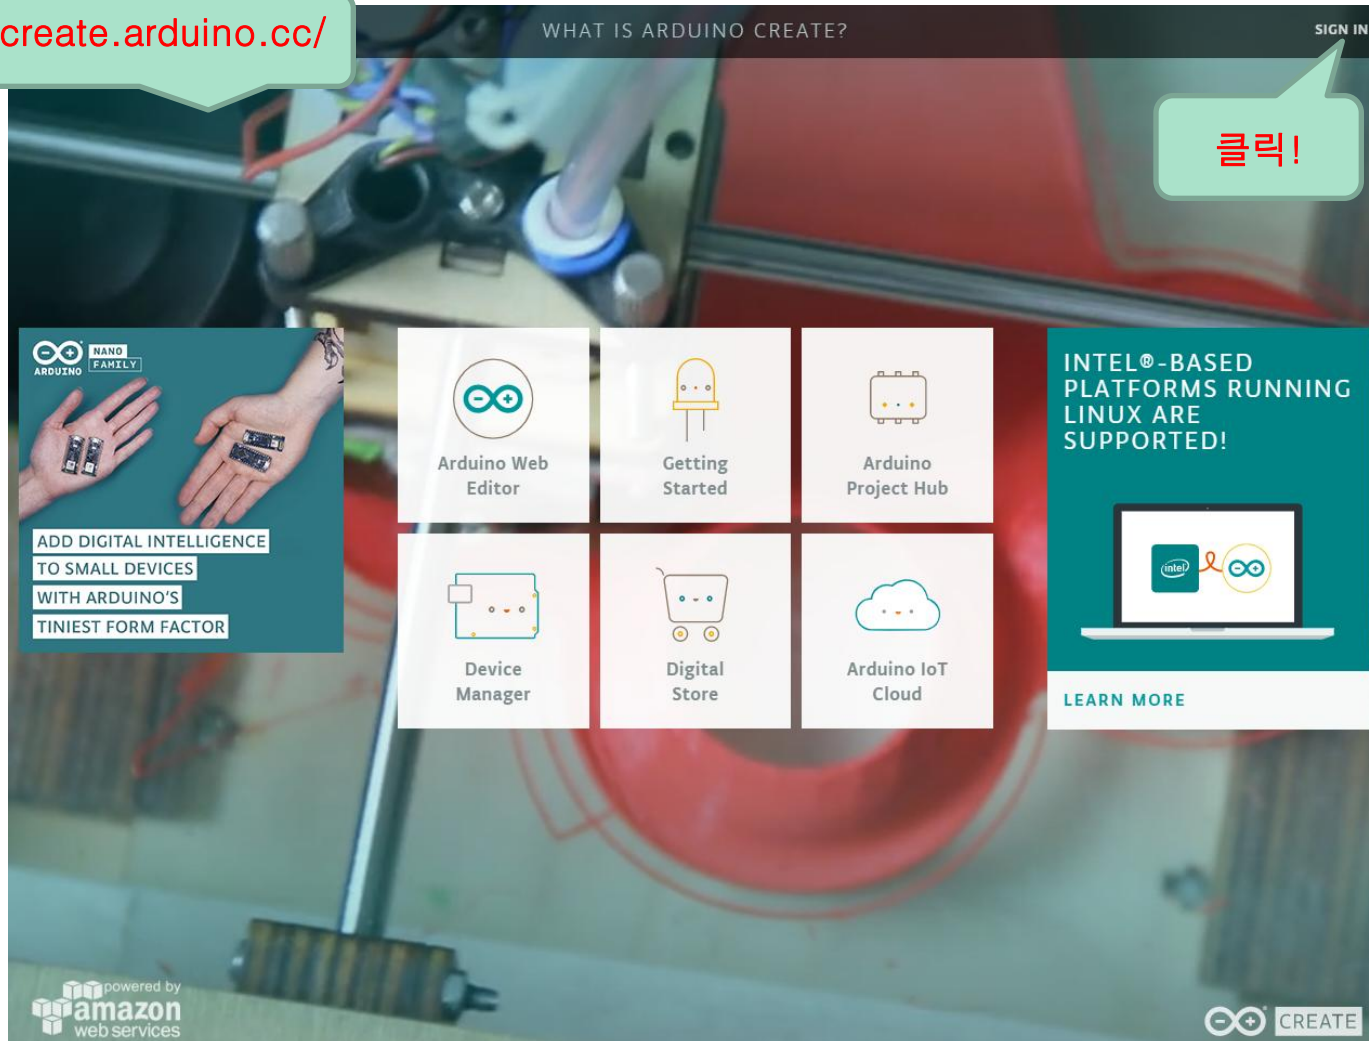 create.arduino.cc/
WHAT IS ARDUINO CREATE?
SIGN IN
클릭!
ARDUINO
NANO
FAMILY
ADD DIGITAL INTELLIGENCE
TO SMALL DEVICES
WITH ARDUINO'S
TINIEST FORM FACTOR
Arduino Web
Editor
Getting
Started
Arduino
Project Hub
Device
Manager
Digital
Store
Arduino IoT
Cloud
INTEL®-BASED
PLATFORMS RUNNING
LINUX ARE
SUPPORTED!
intel
LEARN MORE
powered by
amazon
web services
CREATE